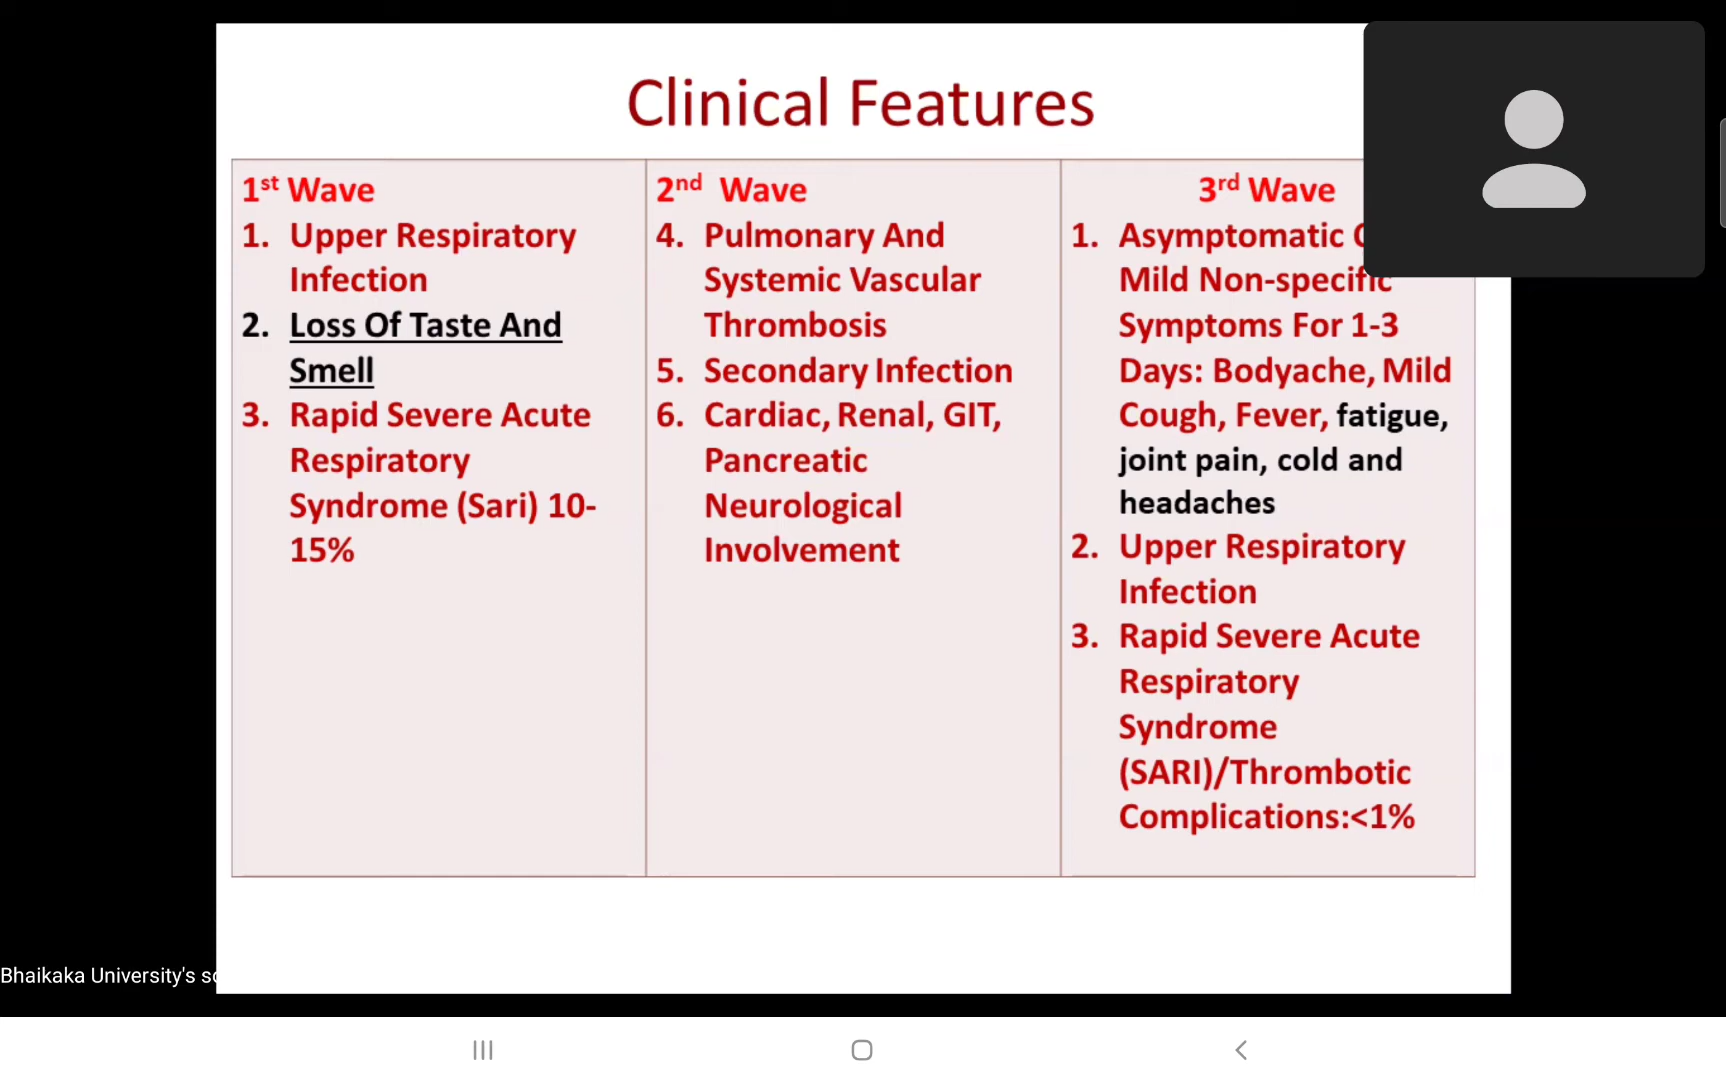 Clinical Features
1st Wave
1. Upper Respiratory
Infection
2. Loss Of Taste And
Smell
3. Rapid Severe Acute
Respiratory
Syndrome (Sari) 10-
15%
2nd Wave
4. Pulmonary And
Systemic Vascular
Thrombosis
5. Secondary Infection
6. Cardiac, Renal, GIT,
Pancreatic
Neurological
Involvement
3rd Wave
1. Asymptomatic
Mild Non-specific
Symptoms For 1-3
Days: Bodyache, Mild
Cough, Fever, fatigue,
joint pain, cold and
headaches
2. Upper Respiratory
Infection
3. Rapid Severe Acute
Respiratory
Syndrome
(SARI)/Thrombotic
Complications:<1%
Bhaikaka University's